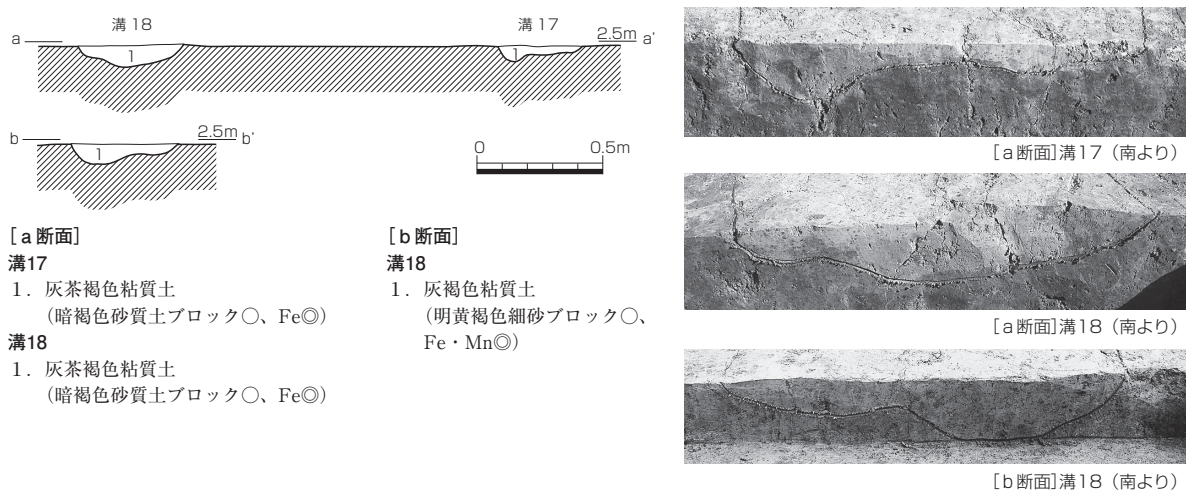 溝 18
溝 17
a
1
1
2.5m a'
b
1
2.5m b'
0
0.5m
[a断面]
溝17
1. 灰茶褐色粘質土
(暗褐色砂質土ブロック○、Fe◎)
溝18
1. 灰茶褐色粘質土
(暗褐色砂質土ブロック○、Fe◎)
[b断面]
溝18
1. 灰褐色粘質土
(明黄褐色細砂ブロック○、
Fe・Mn◎)
[a断面]溝17(南より)
[a断面]溝18(南より)
[b断面]溝18(南より)